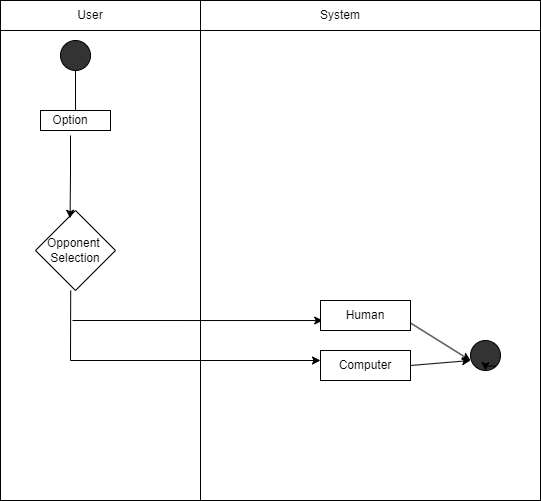 User
System
Option
Opponent
Selection
Human
Computer